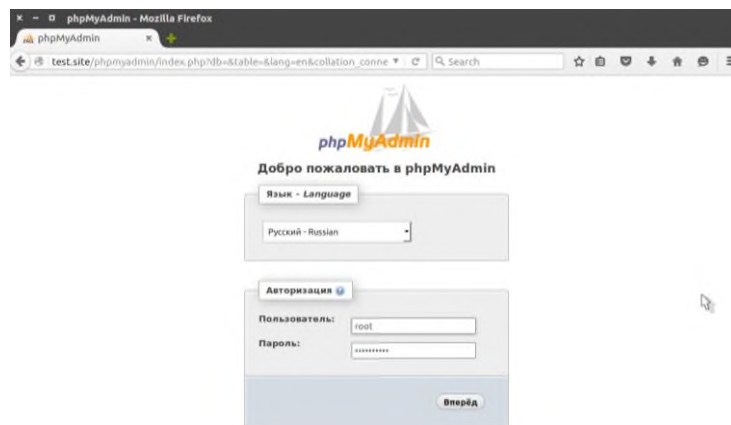 phpMyAdmin - Mozilla Firefox
phpMyAdmin
test.site/phpmyadmin/index.php?db=&table=&lang=en&collation_conne
Search
phpMyAdmin
Добро пожаловать в phpMyAdmin
Язык - Language
Русский - Russian
Авторизация
Пользователь:
root
Пароль:
••••••••••
Вперёд